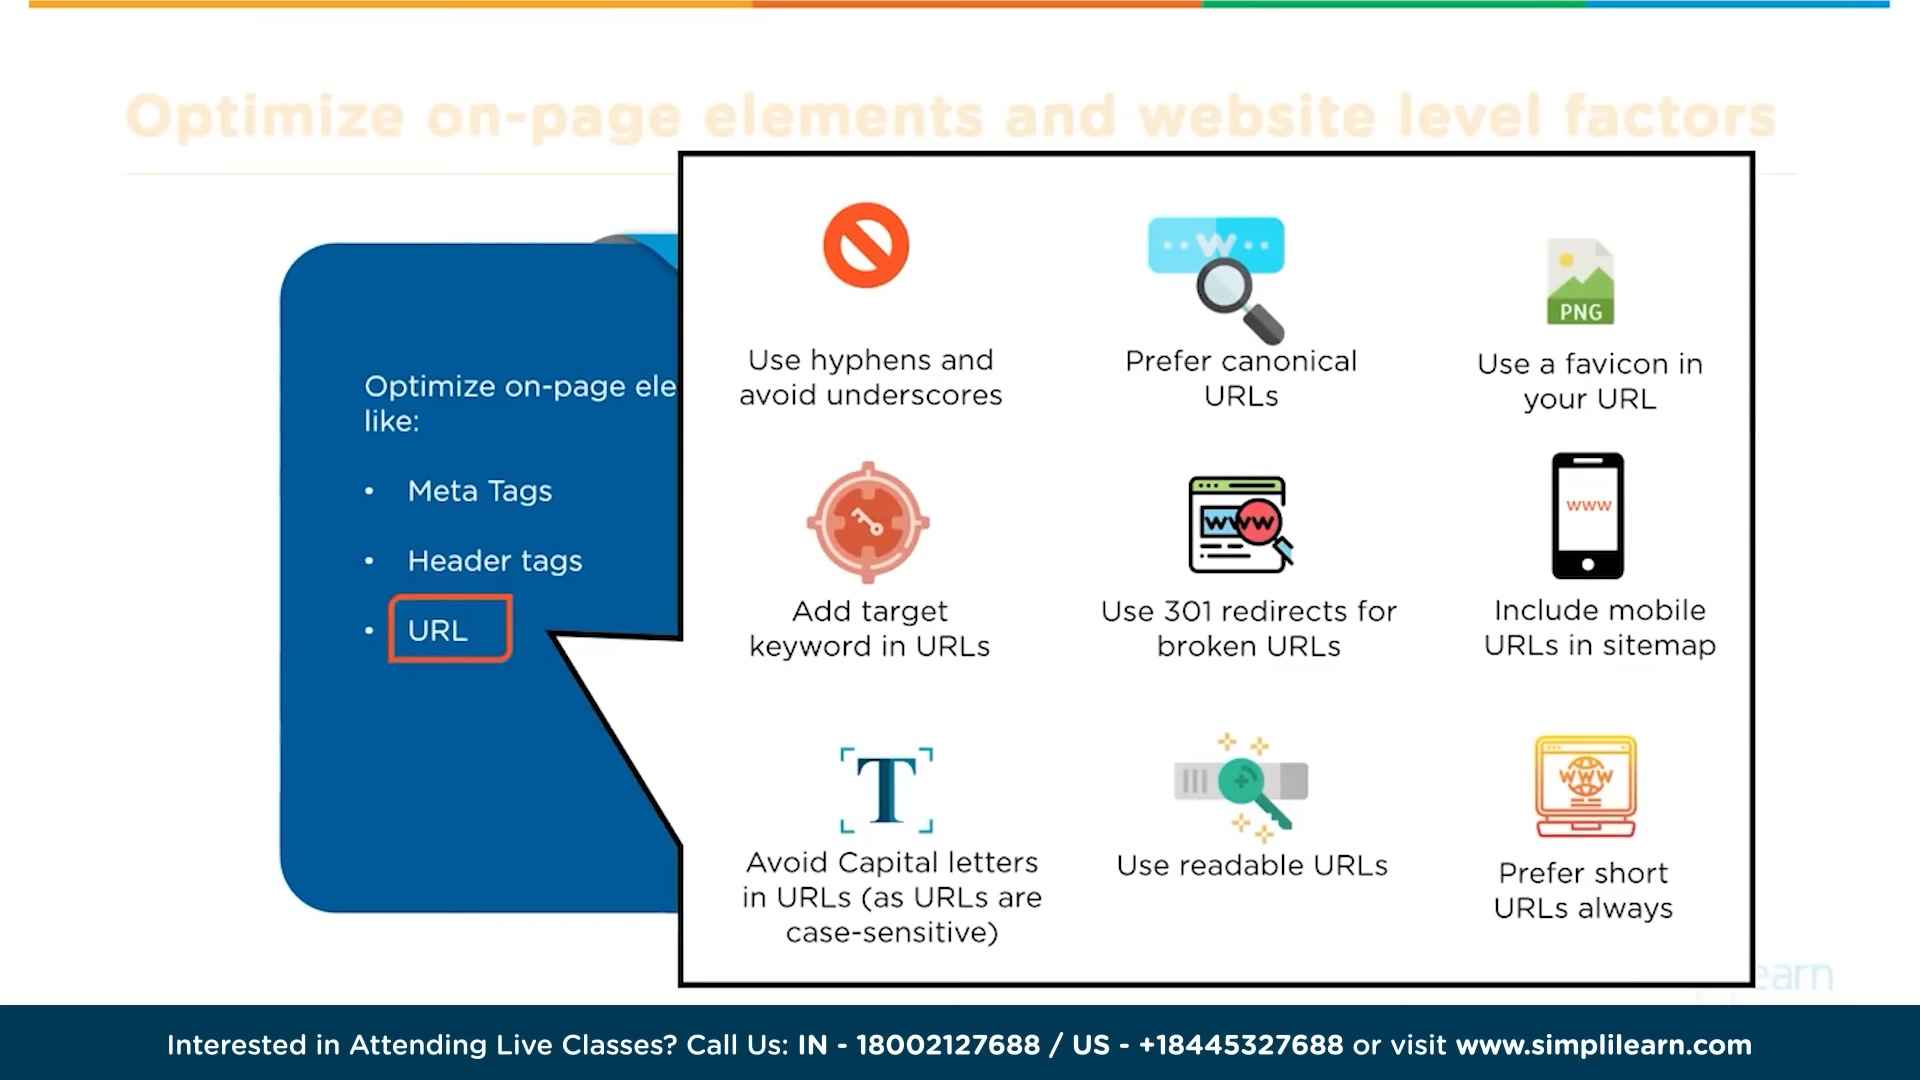 Optimize on-page elements and website level factors
Optimize on-page ele
like:
• Meta Tags
• Header tags
• URL
Use hyphens and
avoid underscores
Prefer canonical
URLs
PNG
Use a favicon in
your URL
Add target
keyword in URLs
WWW
Use 301 redirects for
broken URLs
www
Include mobile
URLs in sitemap
T
Avoid Capital letters
in URLs (as URLs are
case-sensitive)
Use readable URLs
WWW
Prefer short
URLs always
earn
Interested in Attending Live Classes? Call Us: IN - 18002127688 / US - +18445327688 or visit www.simplilearn.com